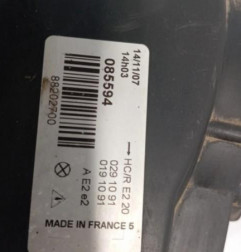 14/11/07
14h03
085594
88202900
→ HC/R E2 20
029 10 91
019 10 91
A E2 e2
MADE IN FRANCE 5